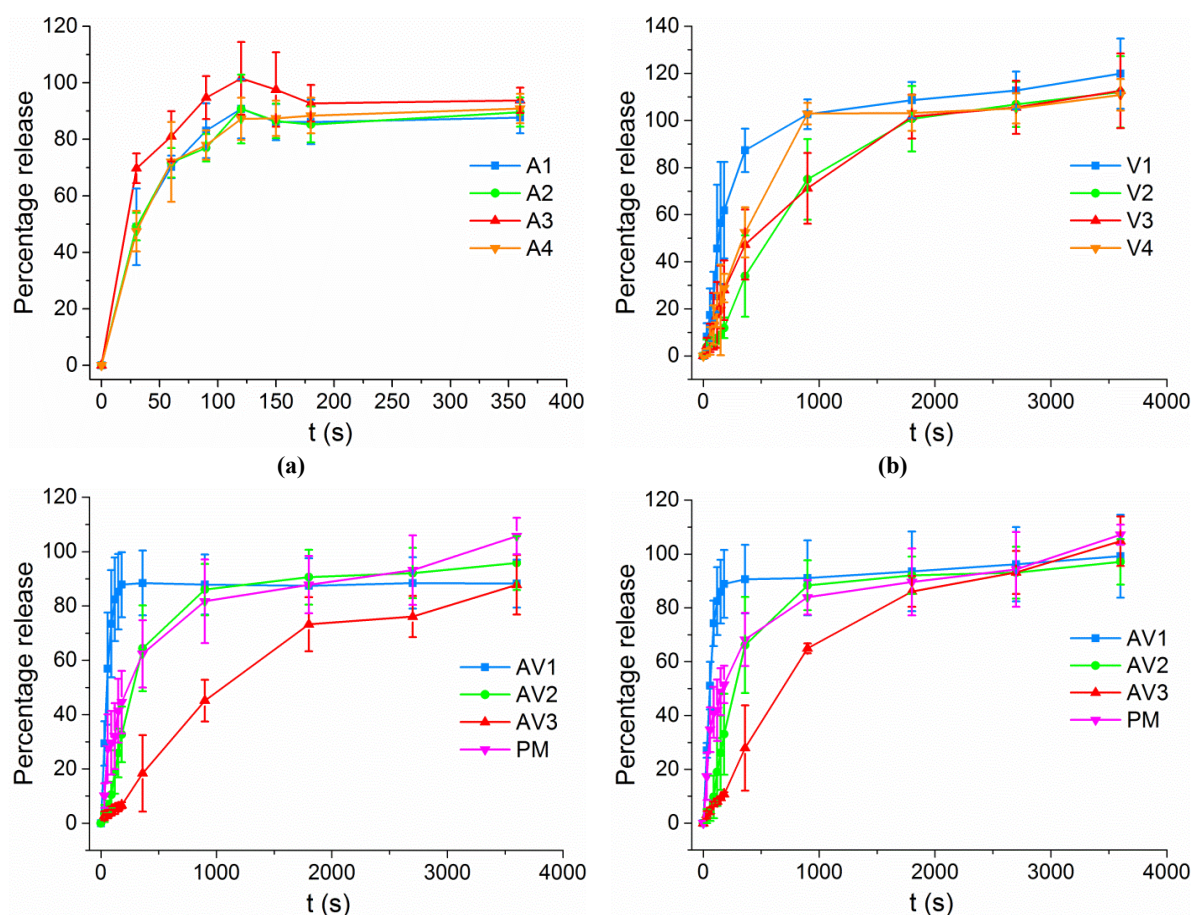 120
100
80
60
40
20
0
Percentage release
A1
A2
A3
A4
0 50 100 150 200 250 300 350 400
t (s)
(a)
140
120
100
80
60
40
20
0
Percentage release
V1
V2
V3
V4
0 1000 2000 3000 4000
t (s)
(b)
120
100
80
60
40
20
0
Percentage release
AV1
AV2
AV3
PM
0 1000 2000 3000 4000
t (s)
120
100
80
60
40
20
0
Percentage release
AV1
AV2
AV3
PM
0 1000 2000 3000 4000
t (s)